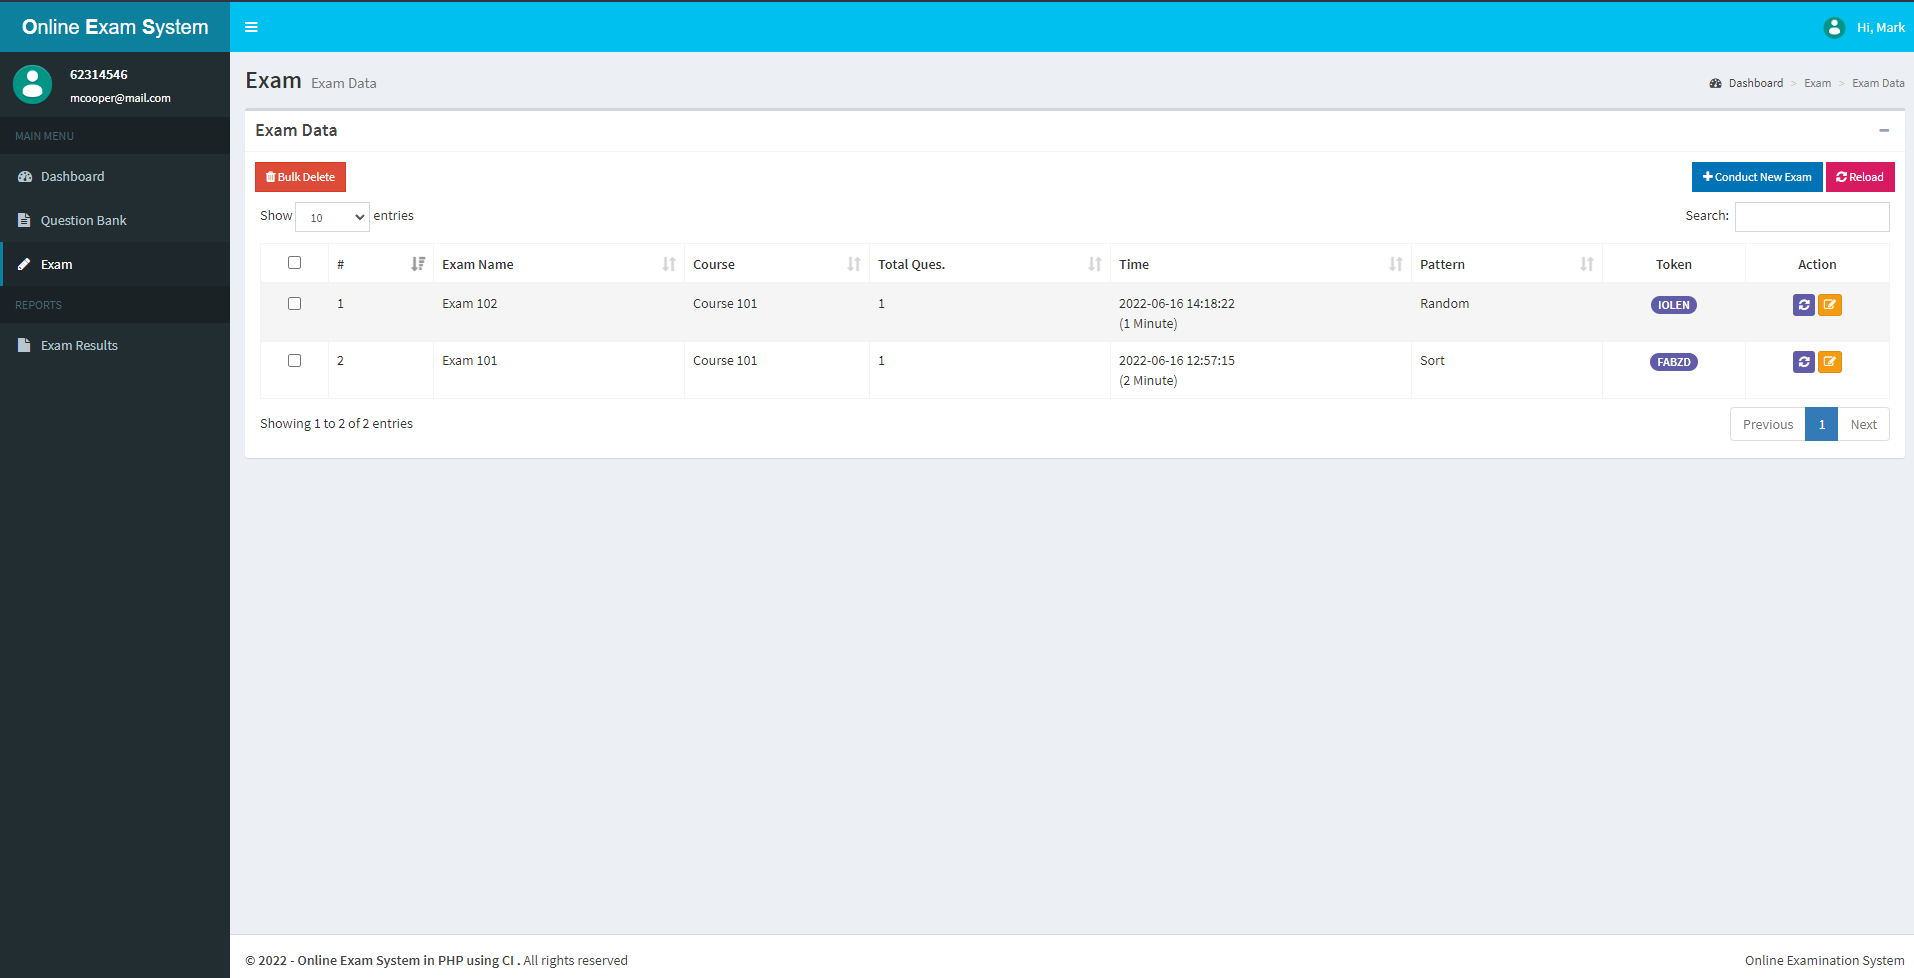 Online Exam System
Hi, Mark
62314546
mcooper@mail.com
MAIN MENU
Dashboard
Question Bank
Exam
REPORTS
Exam Results
Exam Exam Data
Dashboard > Exam > Exam Data
Exam Data
Bulk Delete
Conduct New Exam Reload
Show 10 entries
Search:
# Exam Name Course Total Ques. Time Pattern Token Action
1 Exam 102 Course 101 1 2022-06-16 14:18:22 Random IOLEN
(1 Minute)
2 Exam 101 Course 101 1 2022-06-16 12:57:15 Sort FABZD
(2 Minute)
Showing 1 to 2 of 2 entries
Previous 1 Next
© 2022 - Online Exam System in PHP using CI . All rights reserved
Online Examination System